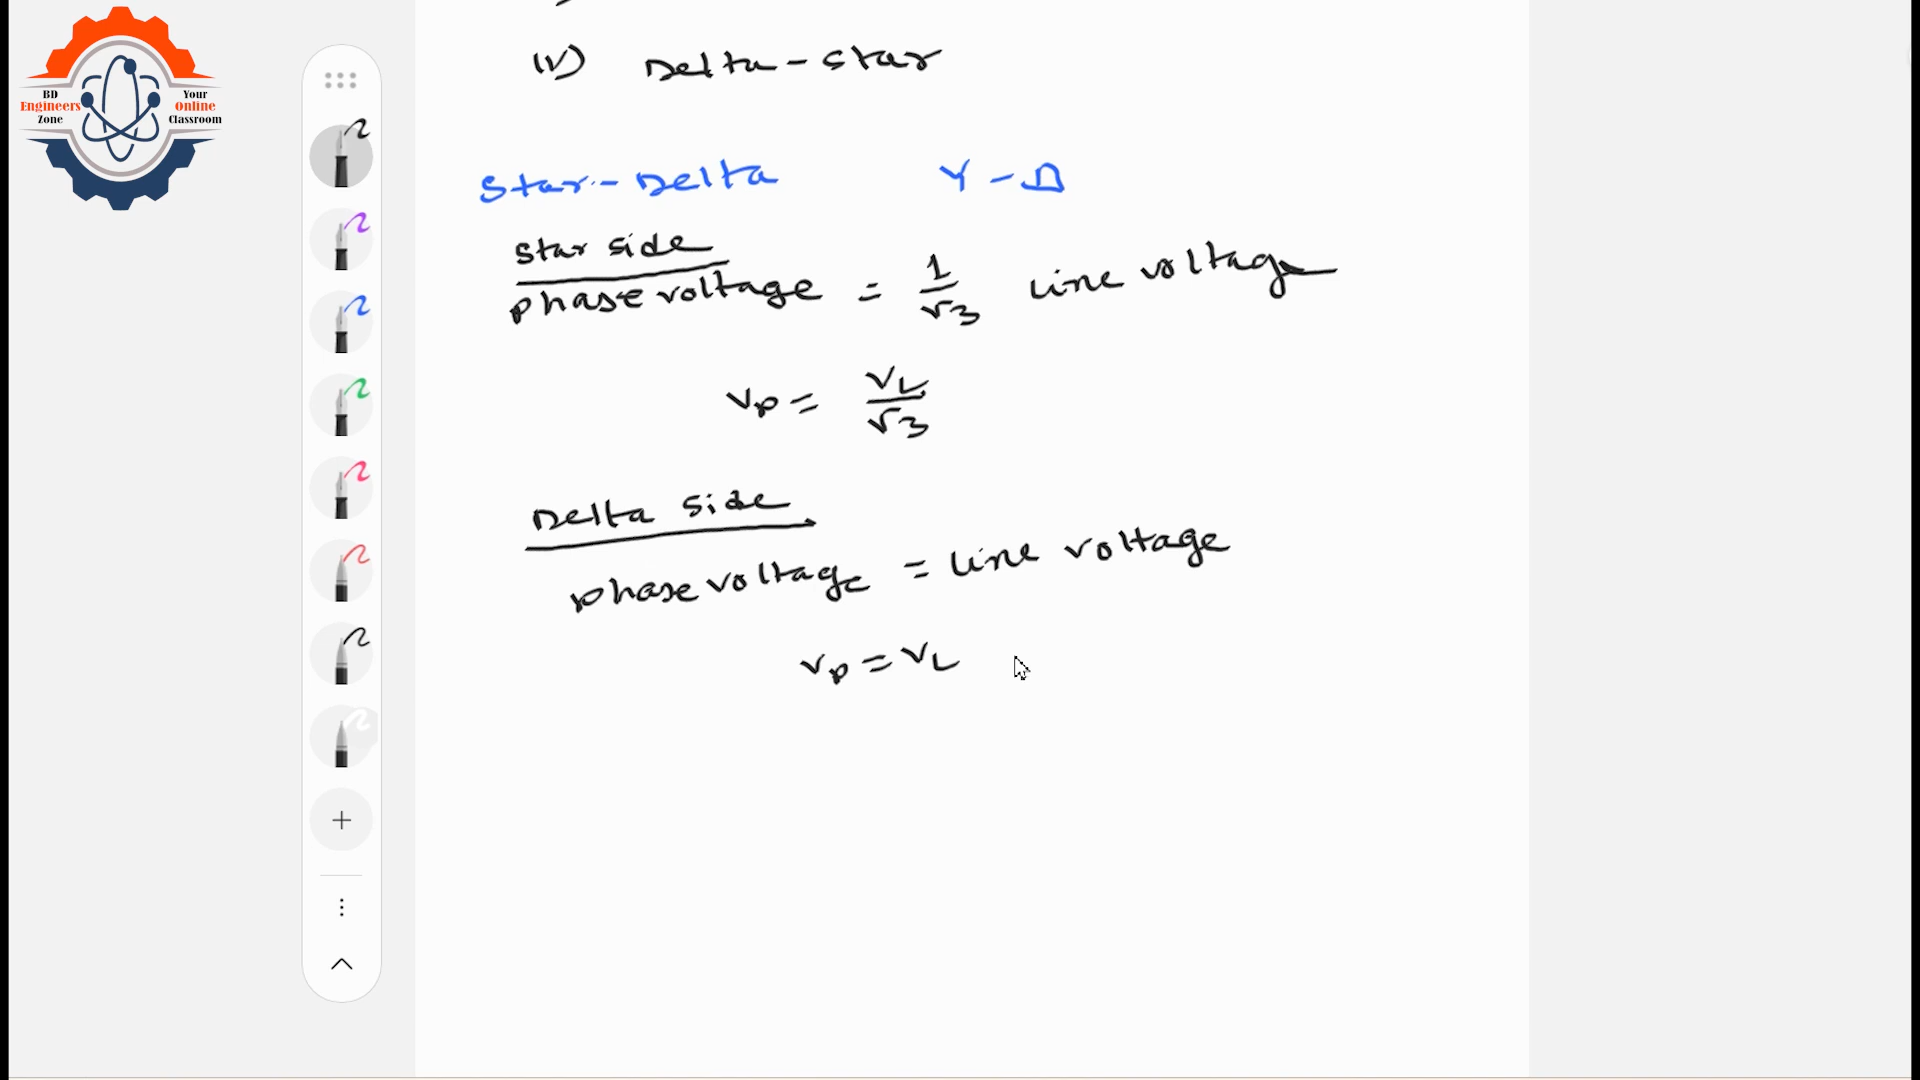 BD
Engineers
Zone
Your
Online
Classroom
(iv) Delta-star
Star-Delta Y-Δ
Star side
phase voltage = 1/√3 Line voltage
Vp = VL/√3
Delta side
phase voltage = Line voltage
Vp = VL